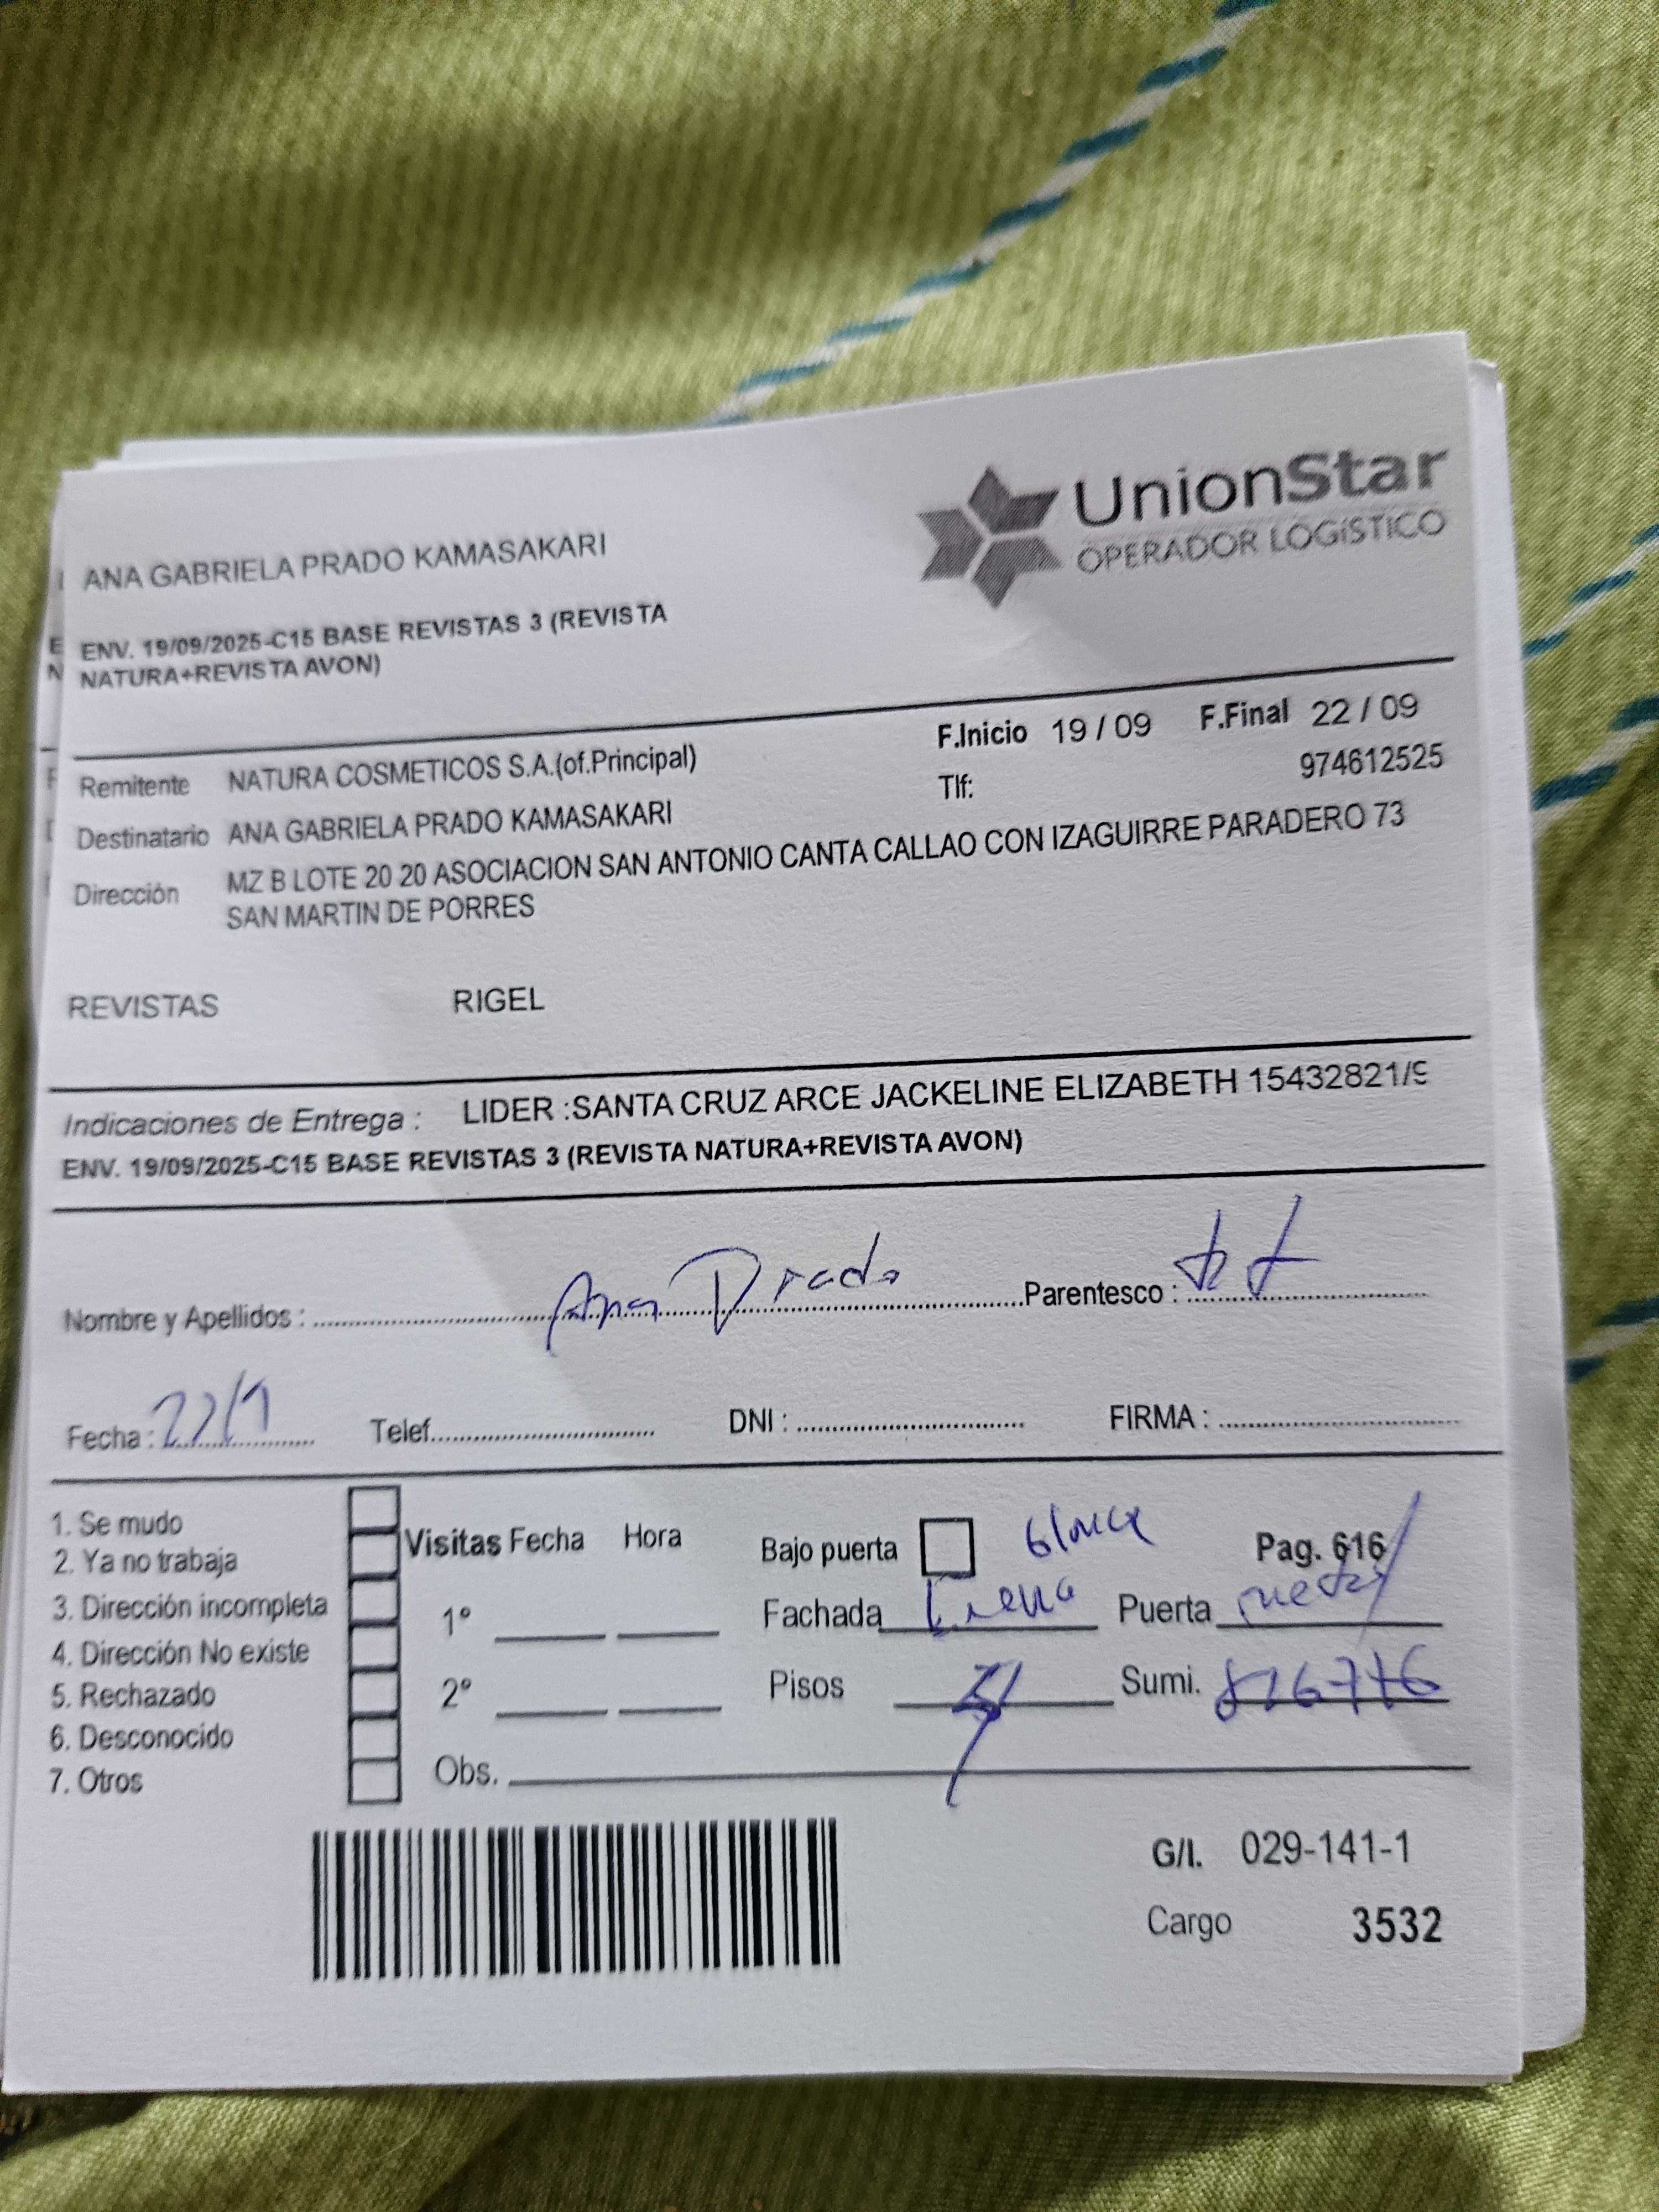 UnionStar
OPERADOR LOGíSTICO
ANA GABRIELA PRADO KAMASAKARI
ENV. 19/09/2025-C15 BASE REVISTAS 3 (REVISTA
NATURA+REVISTA AVON)
F.Inicio 19 / 09 F.Final 22 / 09
Remitente NATURA COSMETICOS S.A.(of.Principal)
Tlf: 974612525
Destinatario ANA GABRIELA PRADO KAMASAKARI
Dirección MZ B LOTE 20 20 ASOCIACION SAN ANTONIO CANTA CALLAO CON IZAGUIRRE PARADERO 73
SAN MARTIN DE PORRES
REVISTAS RIGEL
Indicaciones de Entrega : LIDER :SANTA CRUZ ARCE JACKELINE ELIZABETH 15432821/9
ENV. 19/09/2025-C15 BASE REVISTAS 3 (REVISTA NATURA+REVISTA AVON)
Nombre y Apellidos : Ana Prado Parentesco : tt
Fecha : 22/9 Telef. DNI : FIRMA :
1. Se mudo
2. Ya no trabaja
3. Dirección incompleta
4. Dirección No existe
5. Rechazado
6. Desconocido
7. Otros
Visitas Fecha Hora
1°
2°
Obs.
Bajo puerta blanca Pag. 616
Fachada Crema Puerta metal
Pisos Sumi.
G/I. 029-141-1
Cargo 3532